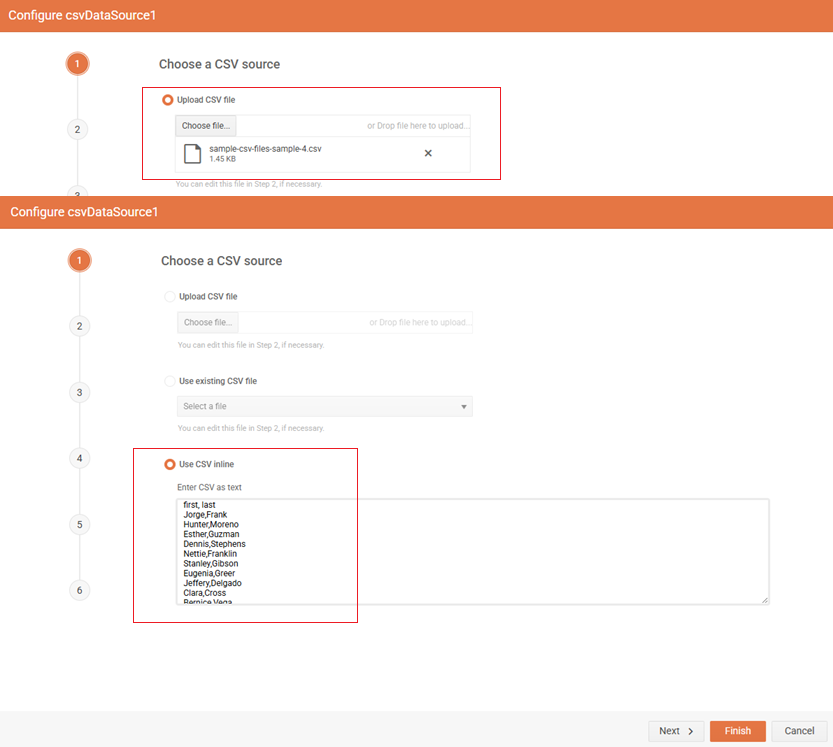 Configure csvDataSource1
1
Choose a CSV source
Upload CSV file
Choose file...
or Drop file here to upload...
2
sample-csv-files-sample-4.csv
1.45 KB
You can edit this file in Step 2, if necessary.
3
Configure csvDataSource1
1
Choose a CSV source
Upload CSV file
2
Choose file...
or Drop file here to upload...
You can edit this file in Step 2, if necessary.
Use existing CSV file
3
Select a file
You can edit this file in Step 2, if necessary.
4
Use CSV inline
Enter CSV as text
first, last
Jorge,Frank
Hunter,Moreno
5
Esther,Guzman
Dennis,Stephens
Nettie,Franklin
Stanley,Gibson
Eugenia,Greer
Jeffery,Delgado
6
Clara,Cross
Bernice,Vega
Next
Finish
Cancel